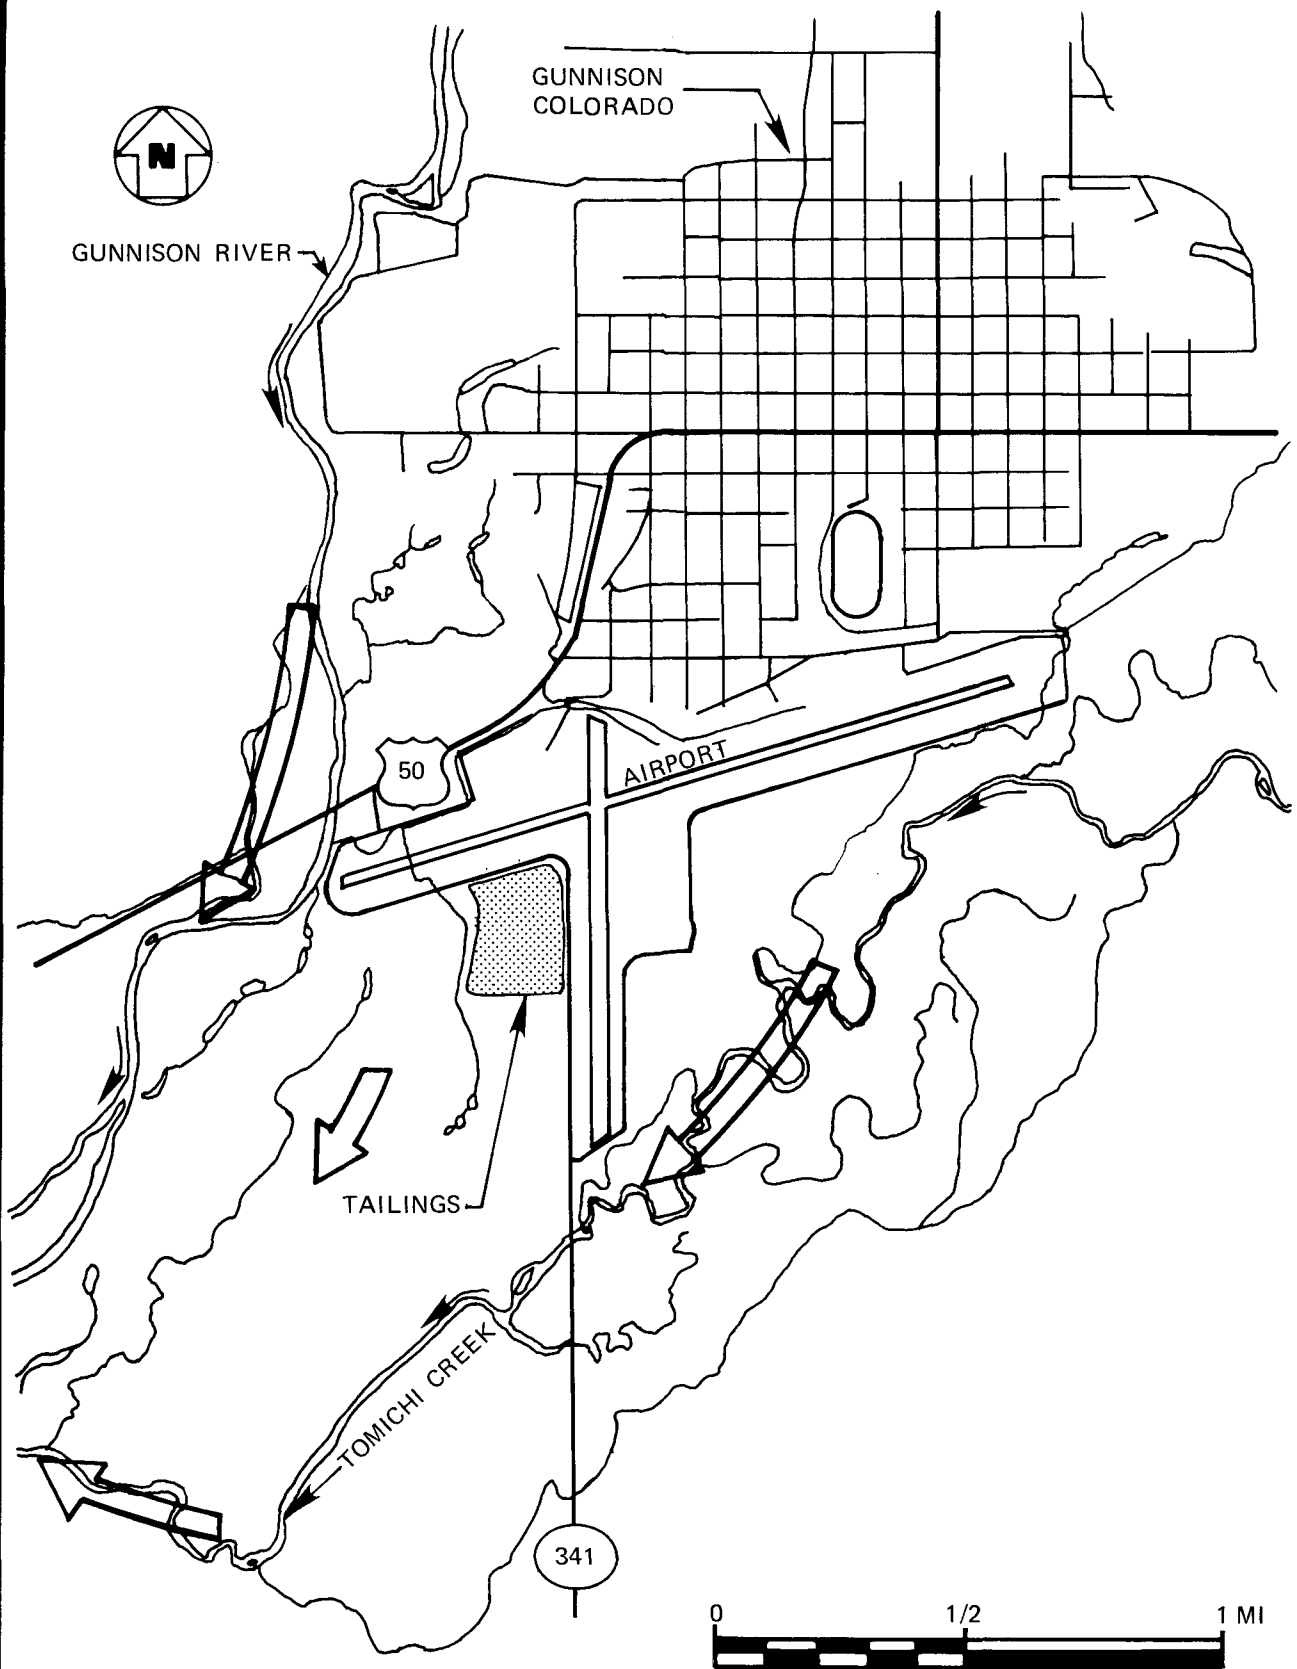 GUNNISON
COLORADO
N
GUNNISON RIVER
50
AIRPORT
TAILINGS
TOMICHI CREEK
341
0 1/2 1 MI